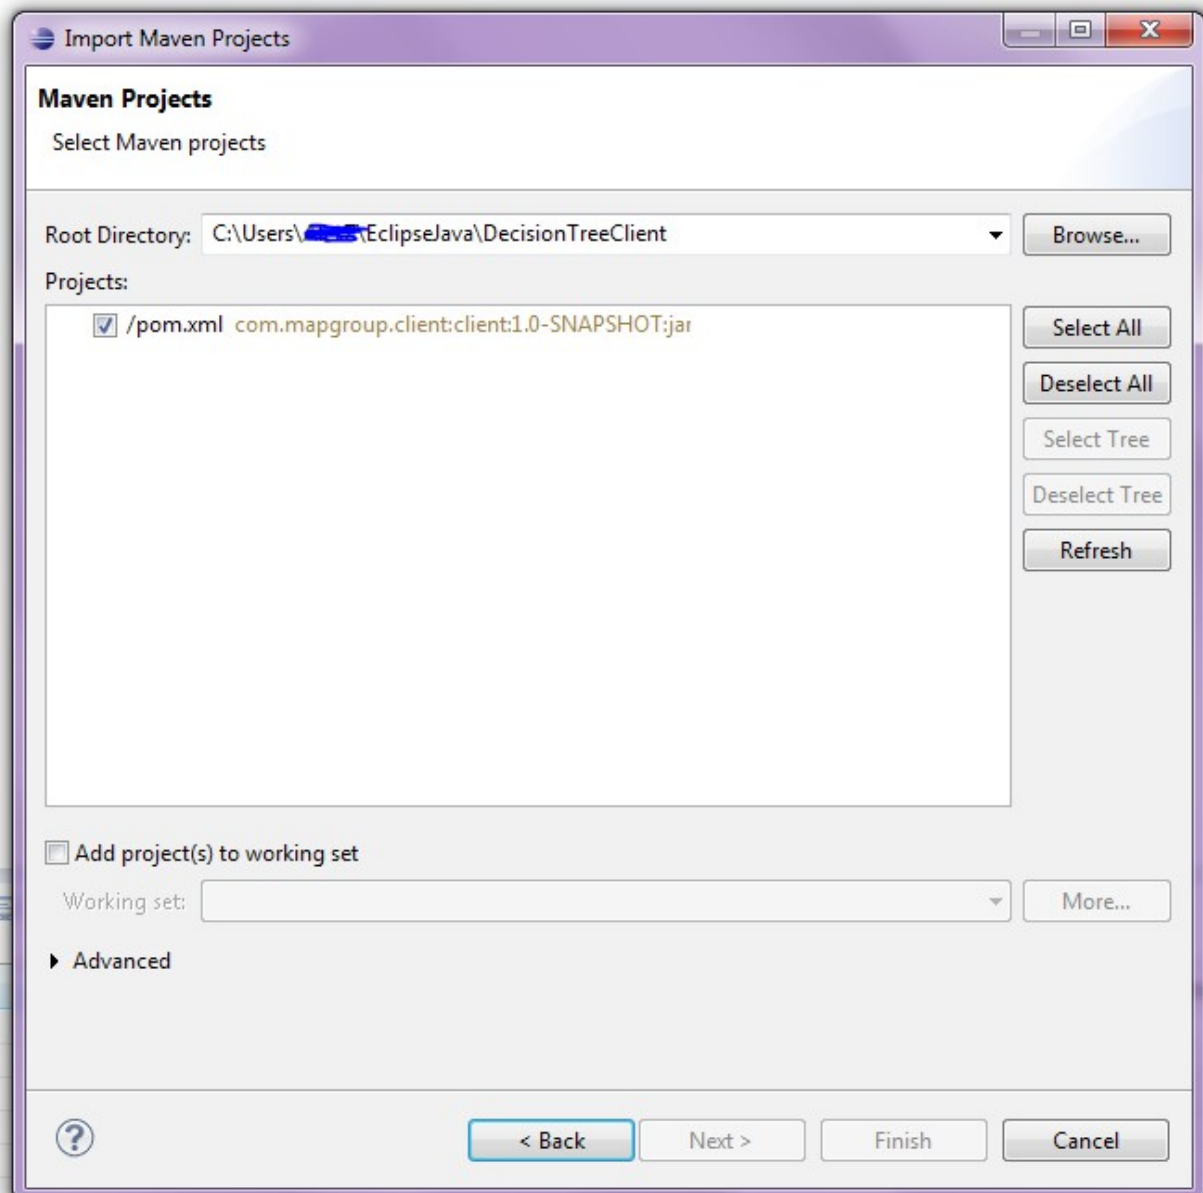 Import Maven Projects
Maven Projects
Select Maven projects
Root Directory: C:\Users\ \EclipseJava\DecisionTreeClient Browse...
Projects:
/pom.xml com.mapgroup.client:client:1.0-SNAPSHOT:jar
Select All
Deselect All
Select Tree
Deselect Tree
Refresh
Add project(s) to working set
Working set: More...
Advanced
< Back Next > Finish Cancel